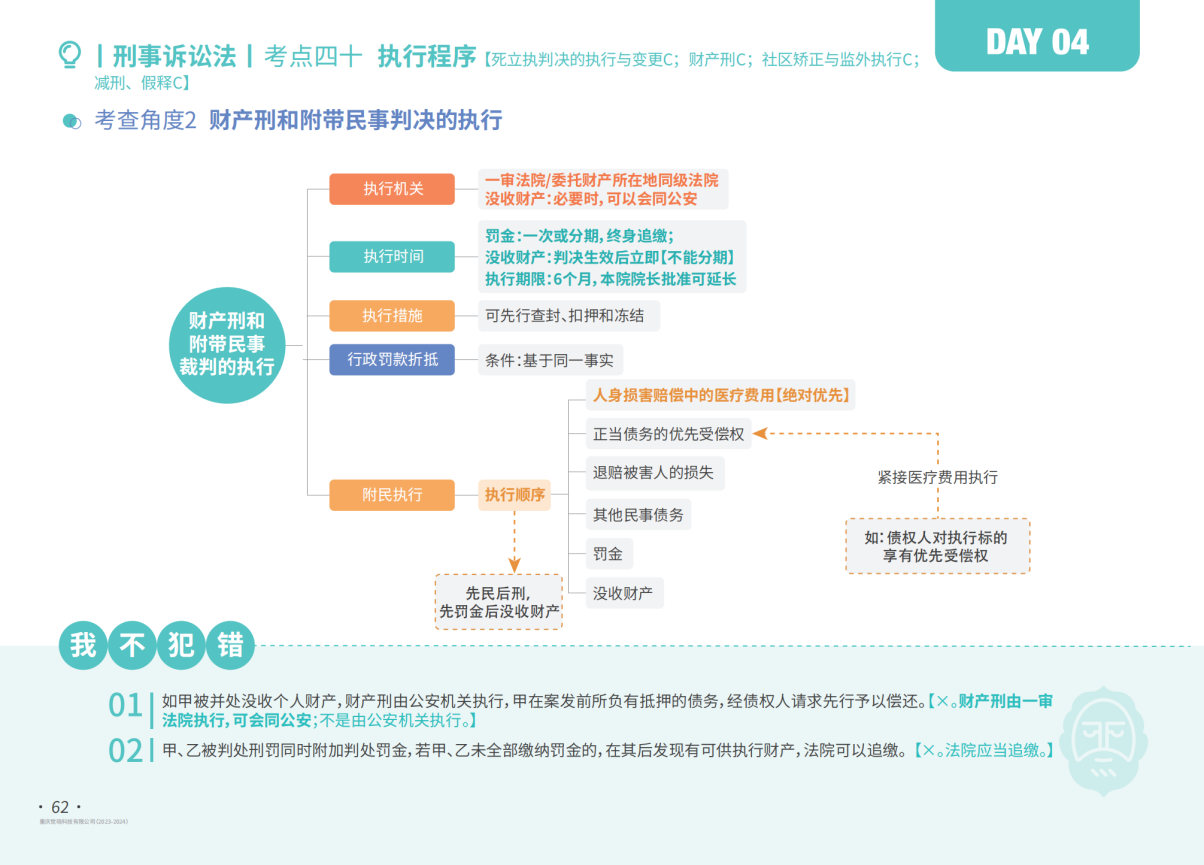 DAY 04
| 刑事诉讼法 | 考点四十 执行程序【死立执判决的执行与变更C；财产刑C；社区矫正与监外执行C；
减刑、假释C】
考查角度2 财产刑和附带民事判决的执行
财产刑和
附带民事
裁判的执行
执行机关
一审法院/委托财产所在地同级法院
没收财产：必要时，可以会同公安
执行时间
罚金：一次或分期，终身追缴；
没收财产：判决生效后立即【不能分期】
执行期限：6个月，本院院长批准可延长
执行措施
可先行查封、扣押和冻结
行政罚款折抵
条件：基于同一事实
附民执行
执行顺序
人身损害赔偿中的医疗费用【绝对优先】
正当债务的优先受偿权
退赔被害人的损失
其他民事债务
罚金
没收财产
紧接医疗费用执行
如：债权人对执行标的
享有优先受偿权
先民后刑，
先罚金后没收财产
我不犯错
01 如甲被并处没收个人财产，财产刑由公安机关执行，甲在案发前所负有抵押的债务，经债权人请求先行予以偿还。【×。财产刑由一审
法院执行，可会同公安；不是由公安机关执行。】
02 甲、乙被判处刑罚同时附加判处罚金，若甲、乙未全部缴纳罚金的，在其后发现有可供执行财产，法院可以追缴。【×。法院应当追缴。】
· 62 ·